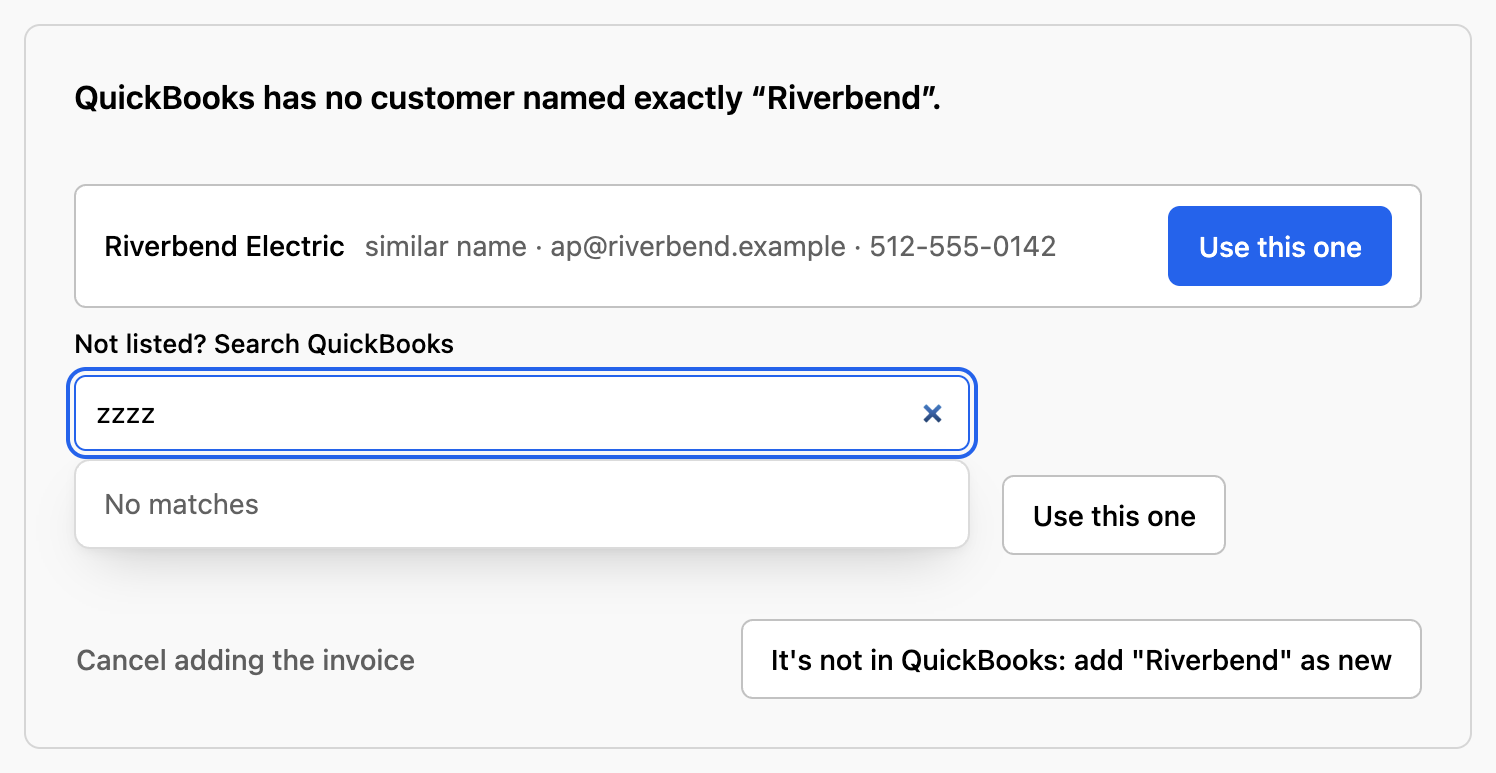 QuickBooks has no customer named exactly “Riverbend”.
Riverbend Electric similar name · ap@riverbend.example · 512-555-0142
Use this one
Not listed? Search QuickBooks
zzzz
No matches
Use this one
Cancel adding the invoice
It's not in QuickBooks: add "Riverbend" as new